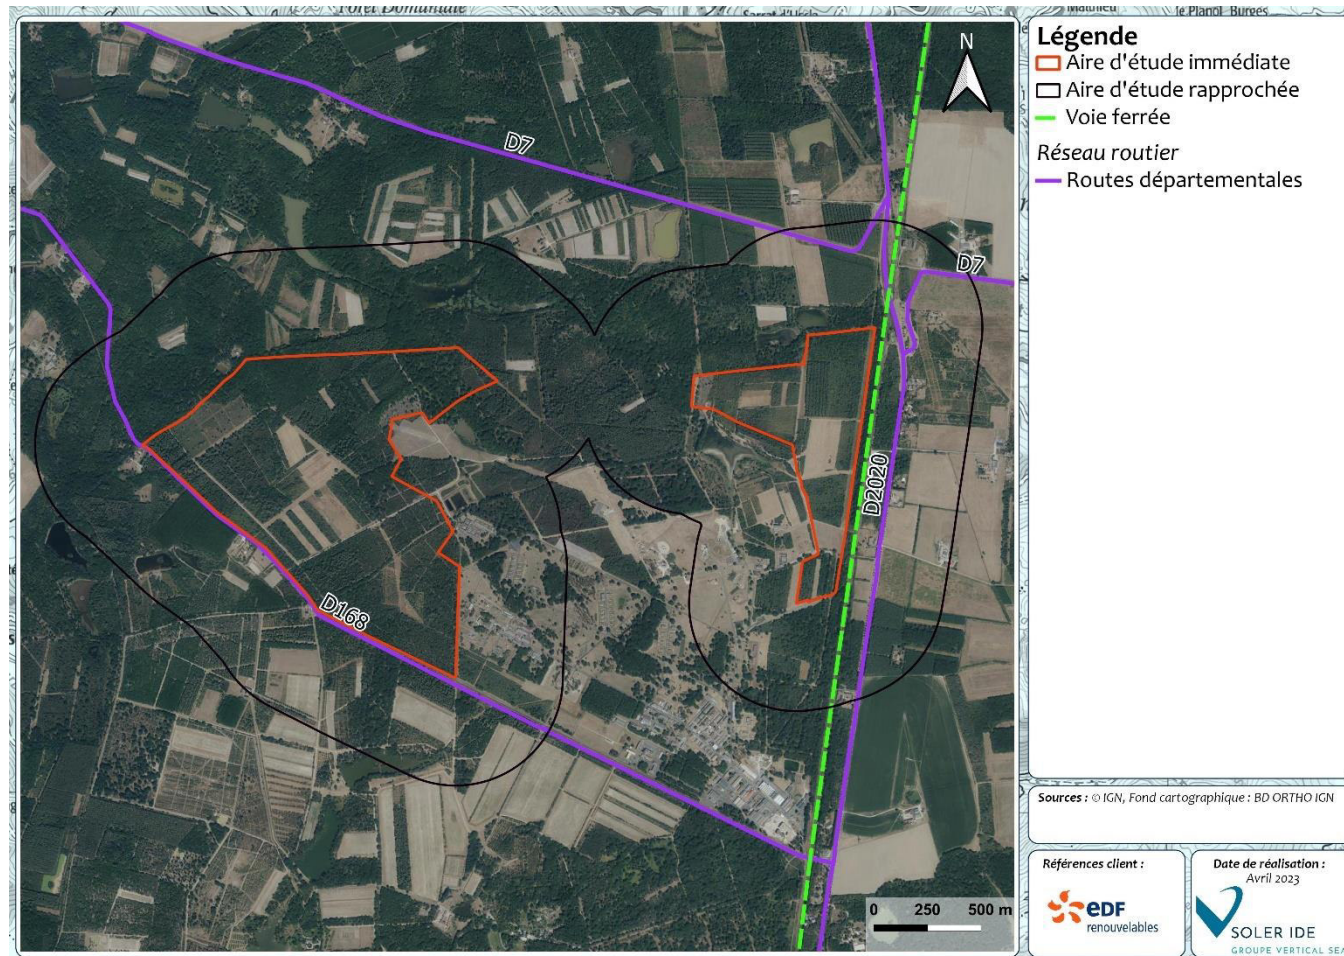 Forêt Domaniale
le Planol
Burges
N
D7
D7
D2020
D168
0 250 500 m
Légende
Aire d'étude immédiate
Aire d'étude rapprochée
Voie ferrée
Réseau routier
Routes départementales
Sources : © IGN, Fond cartographique : BD ORTHO IGN
Références client :
eDF
renouvelables
Date de réalisation :
Avril 2023
SOLER IDE
GROUPE VERTICAL SEA